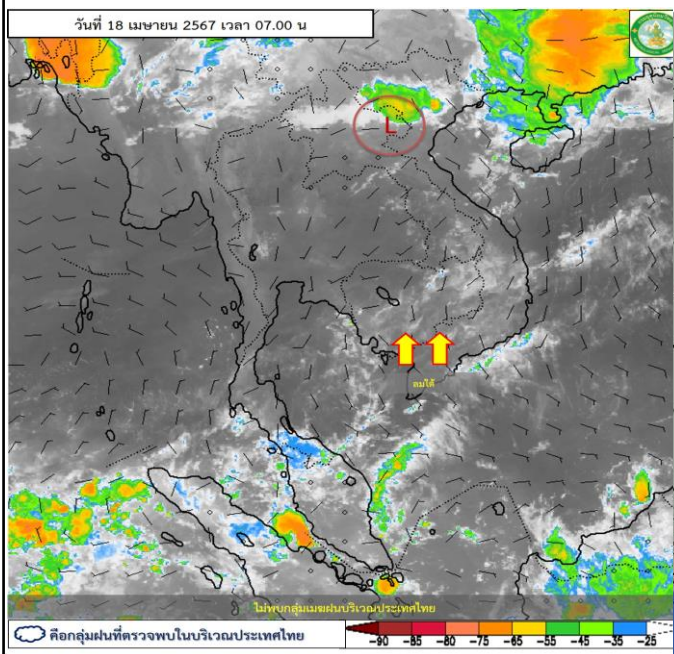 วันที่ 18 เมษายน 2567 เวลา 07.00 น
L
ลมใต้
ไม่พบกลุ่มเมฆฝนบริเวณประเทศไทย
คือกลุ่มฝนที่ตรวจพบในบริเวณประเทศไทย
-90 -85 -80 -75 -65 -55 -45 -35 -25